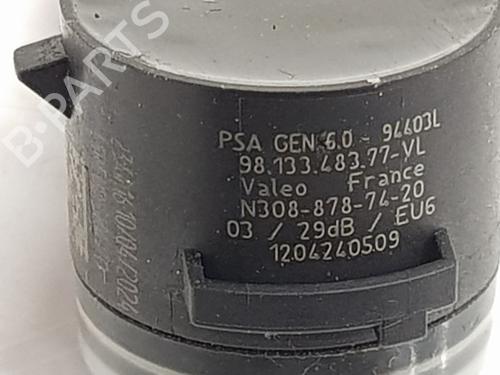 PSA GEN 6.0 - 94403L
98.133.483.77-VL
Valeo France
N308-878-74-20
03 / 29dB / EU6
1204240509
B-PARTS